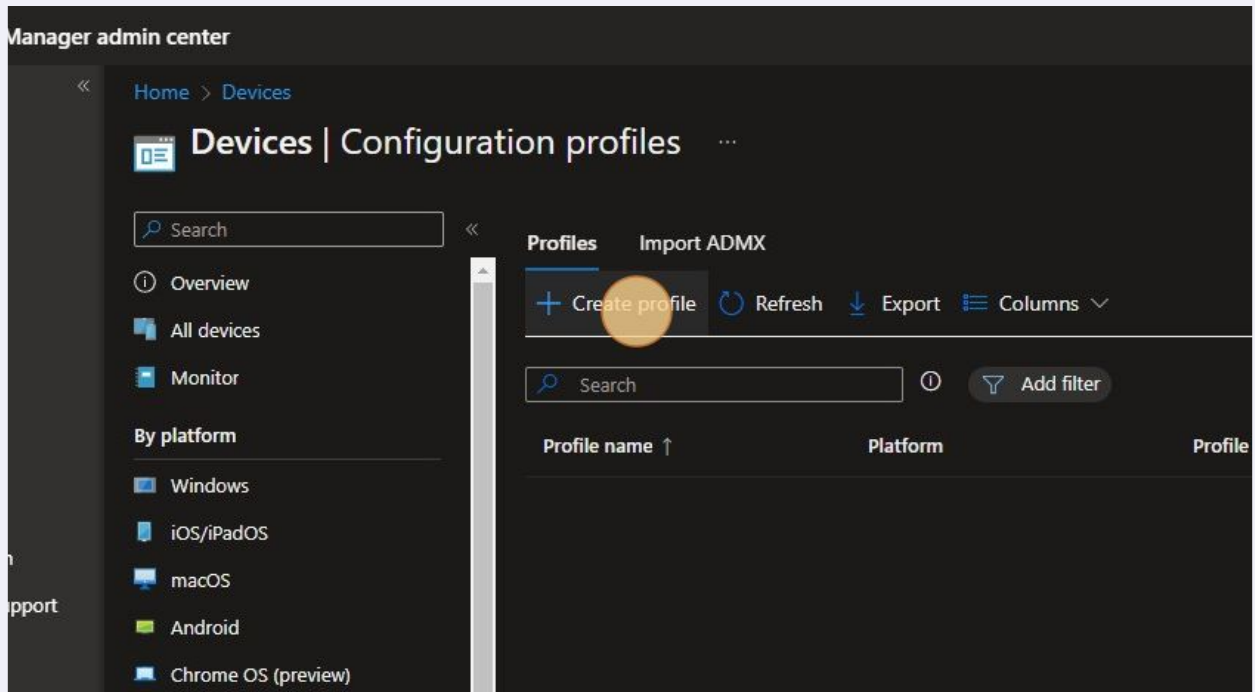 Manager admin center
Home > Devices
Devices | Configuration profiles ...
Search
Profiles Import ADMX
Overview
Create profile Refresh Export Columns
All devices
Monitor
Search Add filter
By platform
Profile name ↑ Platform Profile
Windows
iOS/iPadOS
macOS
upport
Android
Chrome OS (preview)